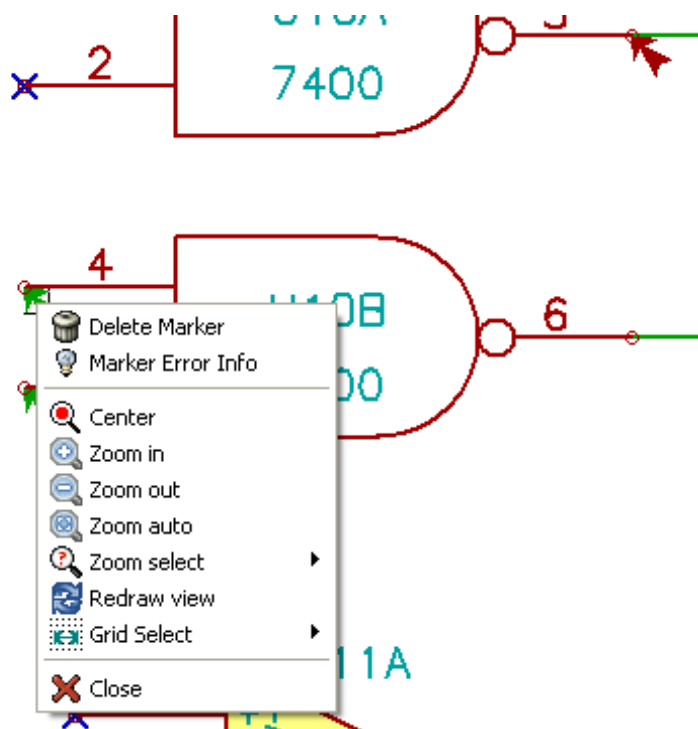 2
7400
4
6
Delete Marker
Marker Error Info
Center
Zoom in
Zoom out
Zoom auto
Zoom select
Redraw view
Grid Select
11A
Close